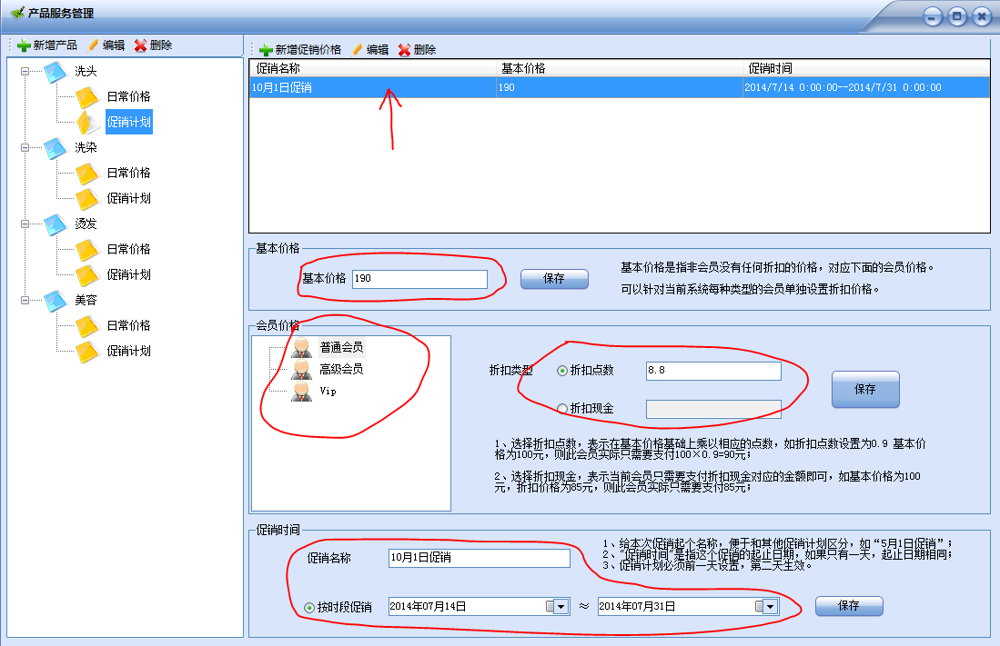 产品服务管理
新增产品 编辑 删除
洗头
日常价格
促销计划
洗染
日常价格
促销计划
烫发
日常价格
促销计划
美容
日常价格
促销计划
新增促销价格 编辑 删除
促销名称 基本价格 促销时间
10月1日促销 190 2014/7/14 0:00:00--2014/7/31 0:00:00
基本价格
基本价格 190 保存
基本价格是指非会员没有任何折扣的价格，对应下面的会员价格。
可以针对当前系统每种类型的会员单独设置折扣价格。
会员价格
普通会员
高级会员
Vip
折扣类型 折扣点数 8.8
折扣现金
保存
1、选择折扣点数，表示在基本价格基础上乘以相应的点数，如折扣点数设置为0.9 基本价
格为100元，则此会员实际只需要支付100×0.9=90元；
2、选择折扣现金，表示当前会员只需要支付折扣现金对应的金额即可，如基本价格为100
元，折扣价格为85元，则此会员实际只需要支付85元；
促销时间
促销名称 10月1日促销
1、给本次促销起个名称，便于和其他促销计划区分，如“5月1日促销”；
2、"促销时间"是指这个促销的起止日期，如果只有一天，起止日期相同；
3、促销计划必须前一天设置，第二天生效。
按时段促销 2014年07月14日 ≈ 2014年07月31日 保存